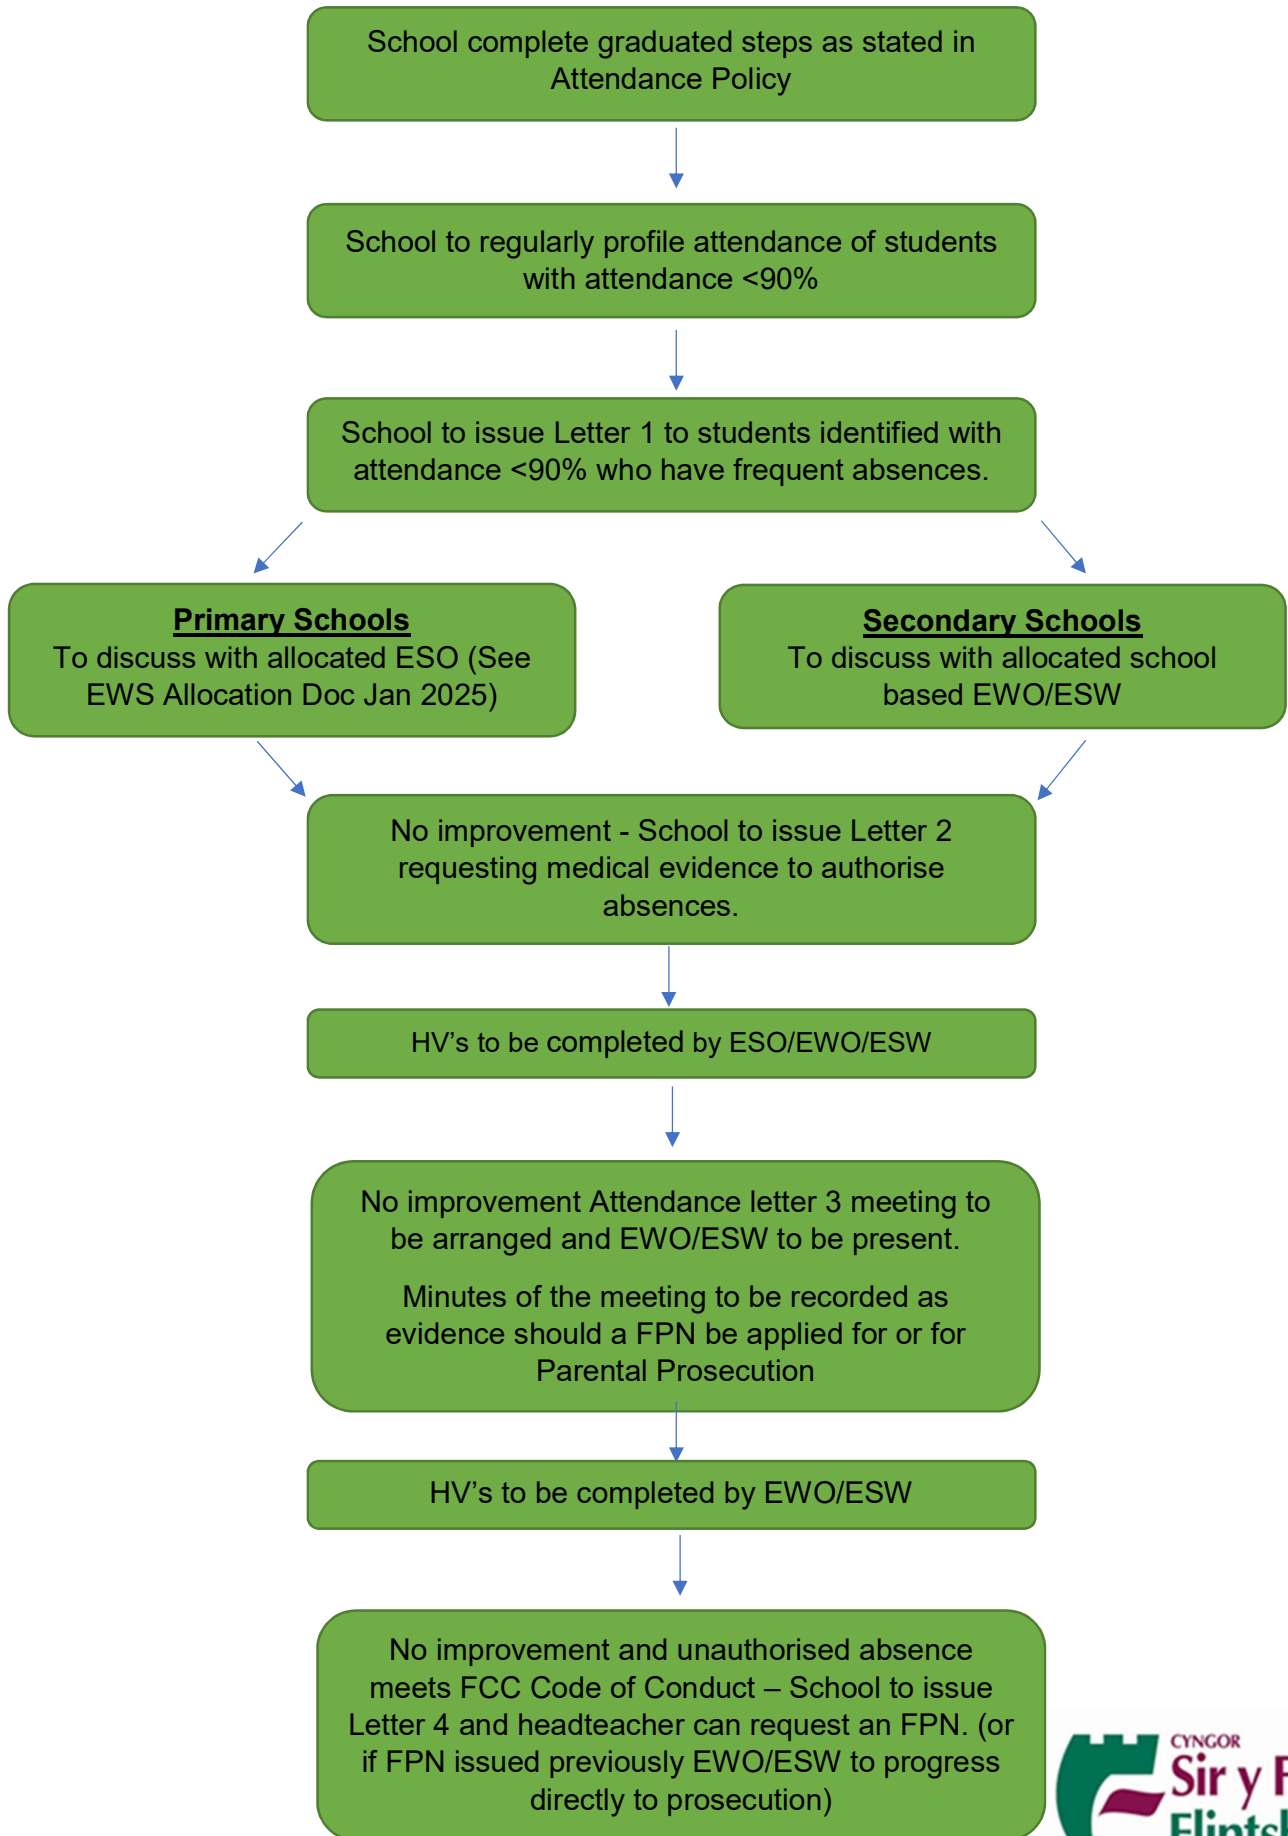 School complete graduated steps as stated in
Attendance Policy
School to regularly profile attendance of students
with attendance <90%
School to issue Letter 1 to students identified with
attendance <90% who have frequent absences.
Primary Schools
To discuss with allocated ESO (See
EWS Allocation Doc Jan 2025)
Secondary Schools
To discuss with allocated school
based EWO/ESW
No improvement - School to issue Letter 2
requesting medical evidence to authorise
absences.
HV’s to be completed by ESO/EWO/ESW
No improvement Attendance letter 3 meeting to
be arranged and EWO/ESW to be present.
Minutes of the meeting to be recorded as
evidence should a FPN be applied for or for
Parental Prosecution
HV’s to be completed by EWO/ESW
No improvement and unauthorised absence
meets FCC Code of Conduct – School to issue
Letter 4 and headteacher can request an FPN. (or
if FPN issued previously EWO/ESW to progress
directly to prosecution)
CYNGOR
Sir y F